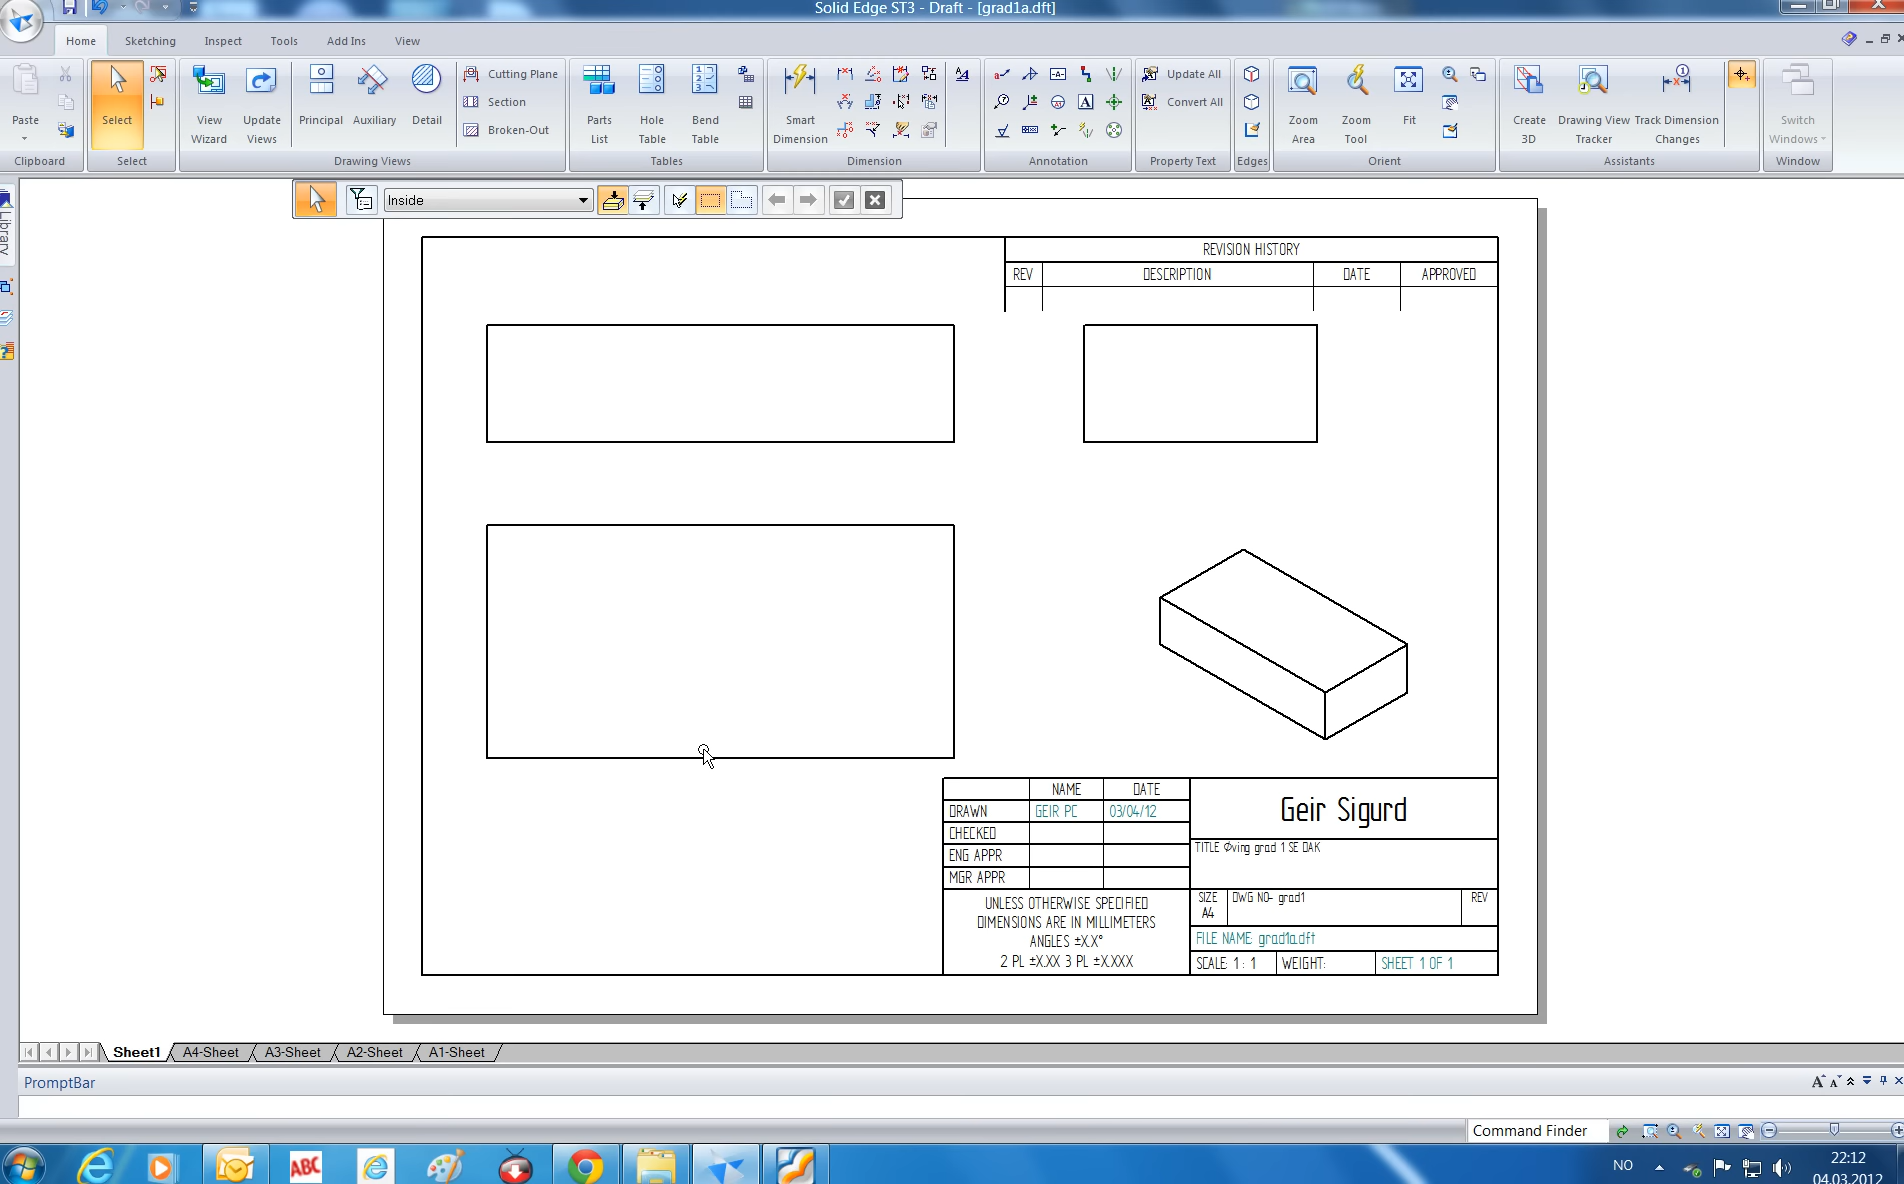 Solid Edge ST3 - Draft - [grad1a.dft]
Home Sketching Inspect Tools Add Ins View
Paste
Clipboard
Select
Select
View Wizard
Update Views
Principal
Auxiliary
Detail
Cutting Plane
Section
Broken-Out
Drawing Views
Parts List
Hole Table
Bend Table
Tables
Smart Dimension
Dimension
Annotation
Update All
Convert All
Property Text
Edges
Zoom Area
Zoom Tool
Fit
Orient
Create 3D
Drawing View Tracker
Track Dimension Changes
Assistants
Switch Windows
Window
Library
Inside
REVISION HISTORY
REV DESCRIPTION DATE APPROVED
NAME DATE
DRAWN GEIR PC 03/04/12
CHECKED
ENG APPR
MGR APPR
Geir Sigurd
TITLE Øving grad 1 SE DAK
UNLESS OTHERWISE SPECIFIED
DIMENSIONS ARE IN MILLIMETERS
ANGLES ±X.X°
2 PL ±X.XX 3 PL ±X.XXX
SIZE
A4
DWG NO- grad1
REV
FILE NAME: grad1a.dft
SCALE: 1 : 1 WEIGHT: SHEET 1 OF 1
Sheet1 A4-Sheet A3-Sheet A2-Sheet A1-Sheet
PromptBar
Command Finder
ABC
NO
22:12
04.03.2012